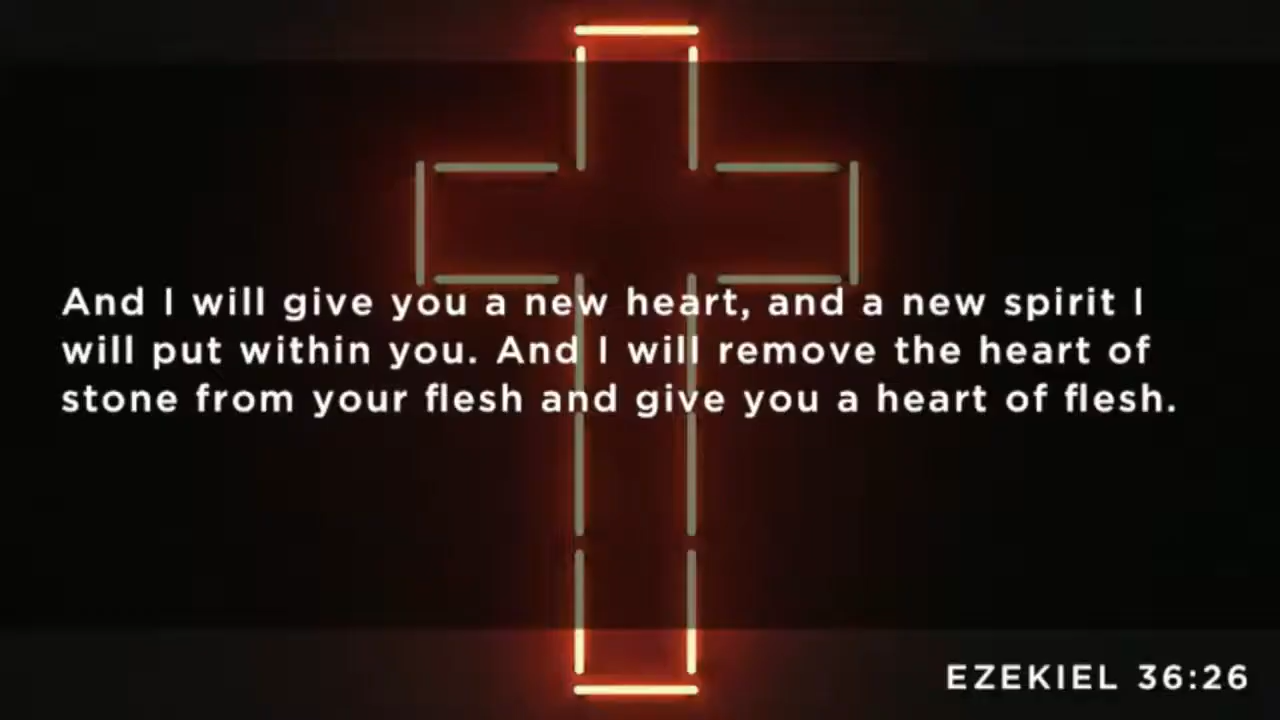 And I will give you a new heart, and a new spirit I
will put within you. And I will remove the heart of
stone from your flesh and give you a heart of flesh.
EZEKIEL 36:26